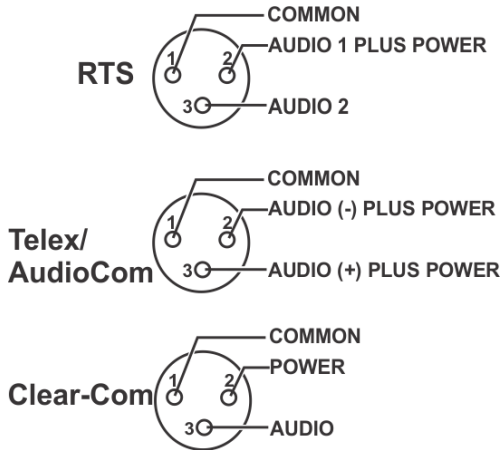 COMMON
AUDIO 1 PLUS POWER
RTS
1 2
3
AUDIO 2
COMMON
AUDIO (-) PLUS POWER
1 2
Telex/
AudioCom
3
AUDIO (+) PLUS POWER
COMMON
POWER
1 2
Clear-Com
3
AUDIO